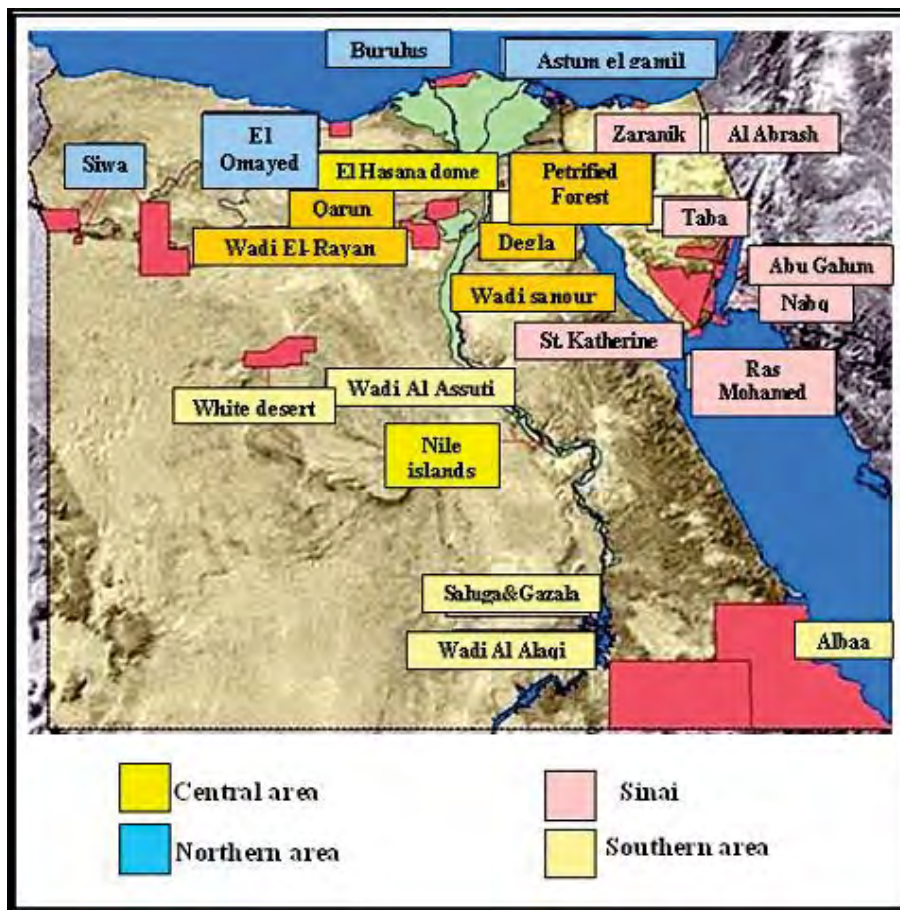 Burulus
Astum el gamil
El
Omayed
Zaranik
Al Abrash
Siwa
El Hasana dome
Petrified
Forest
Qarun
Taba
Wadi El-Rayan
Degla
Abu Galum
Wadi sanour
Nabq
St. Katherine
Ras
Mohamed
Wadi Al Assuti
White desert
Nile
islands
Saluga&Gazala
Wadi Al Alaqi
Albaa
Central area
Sinai
Northern area
Southern area